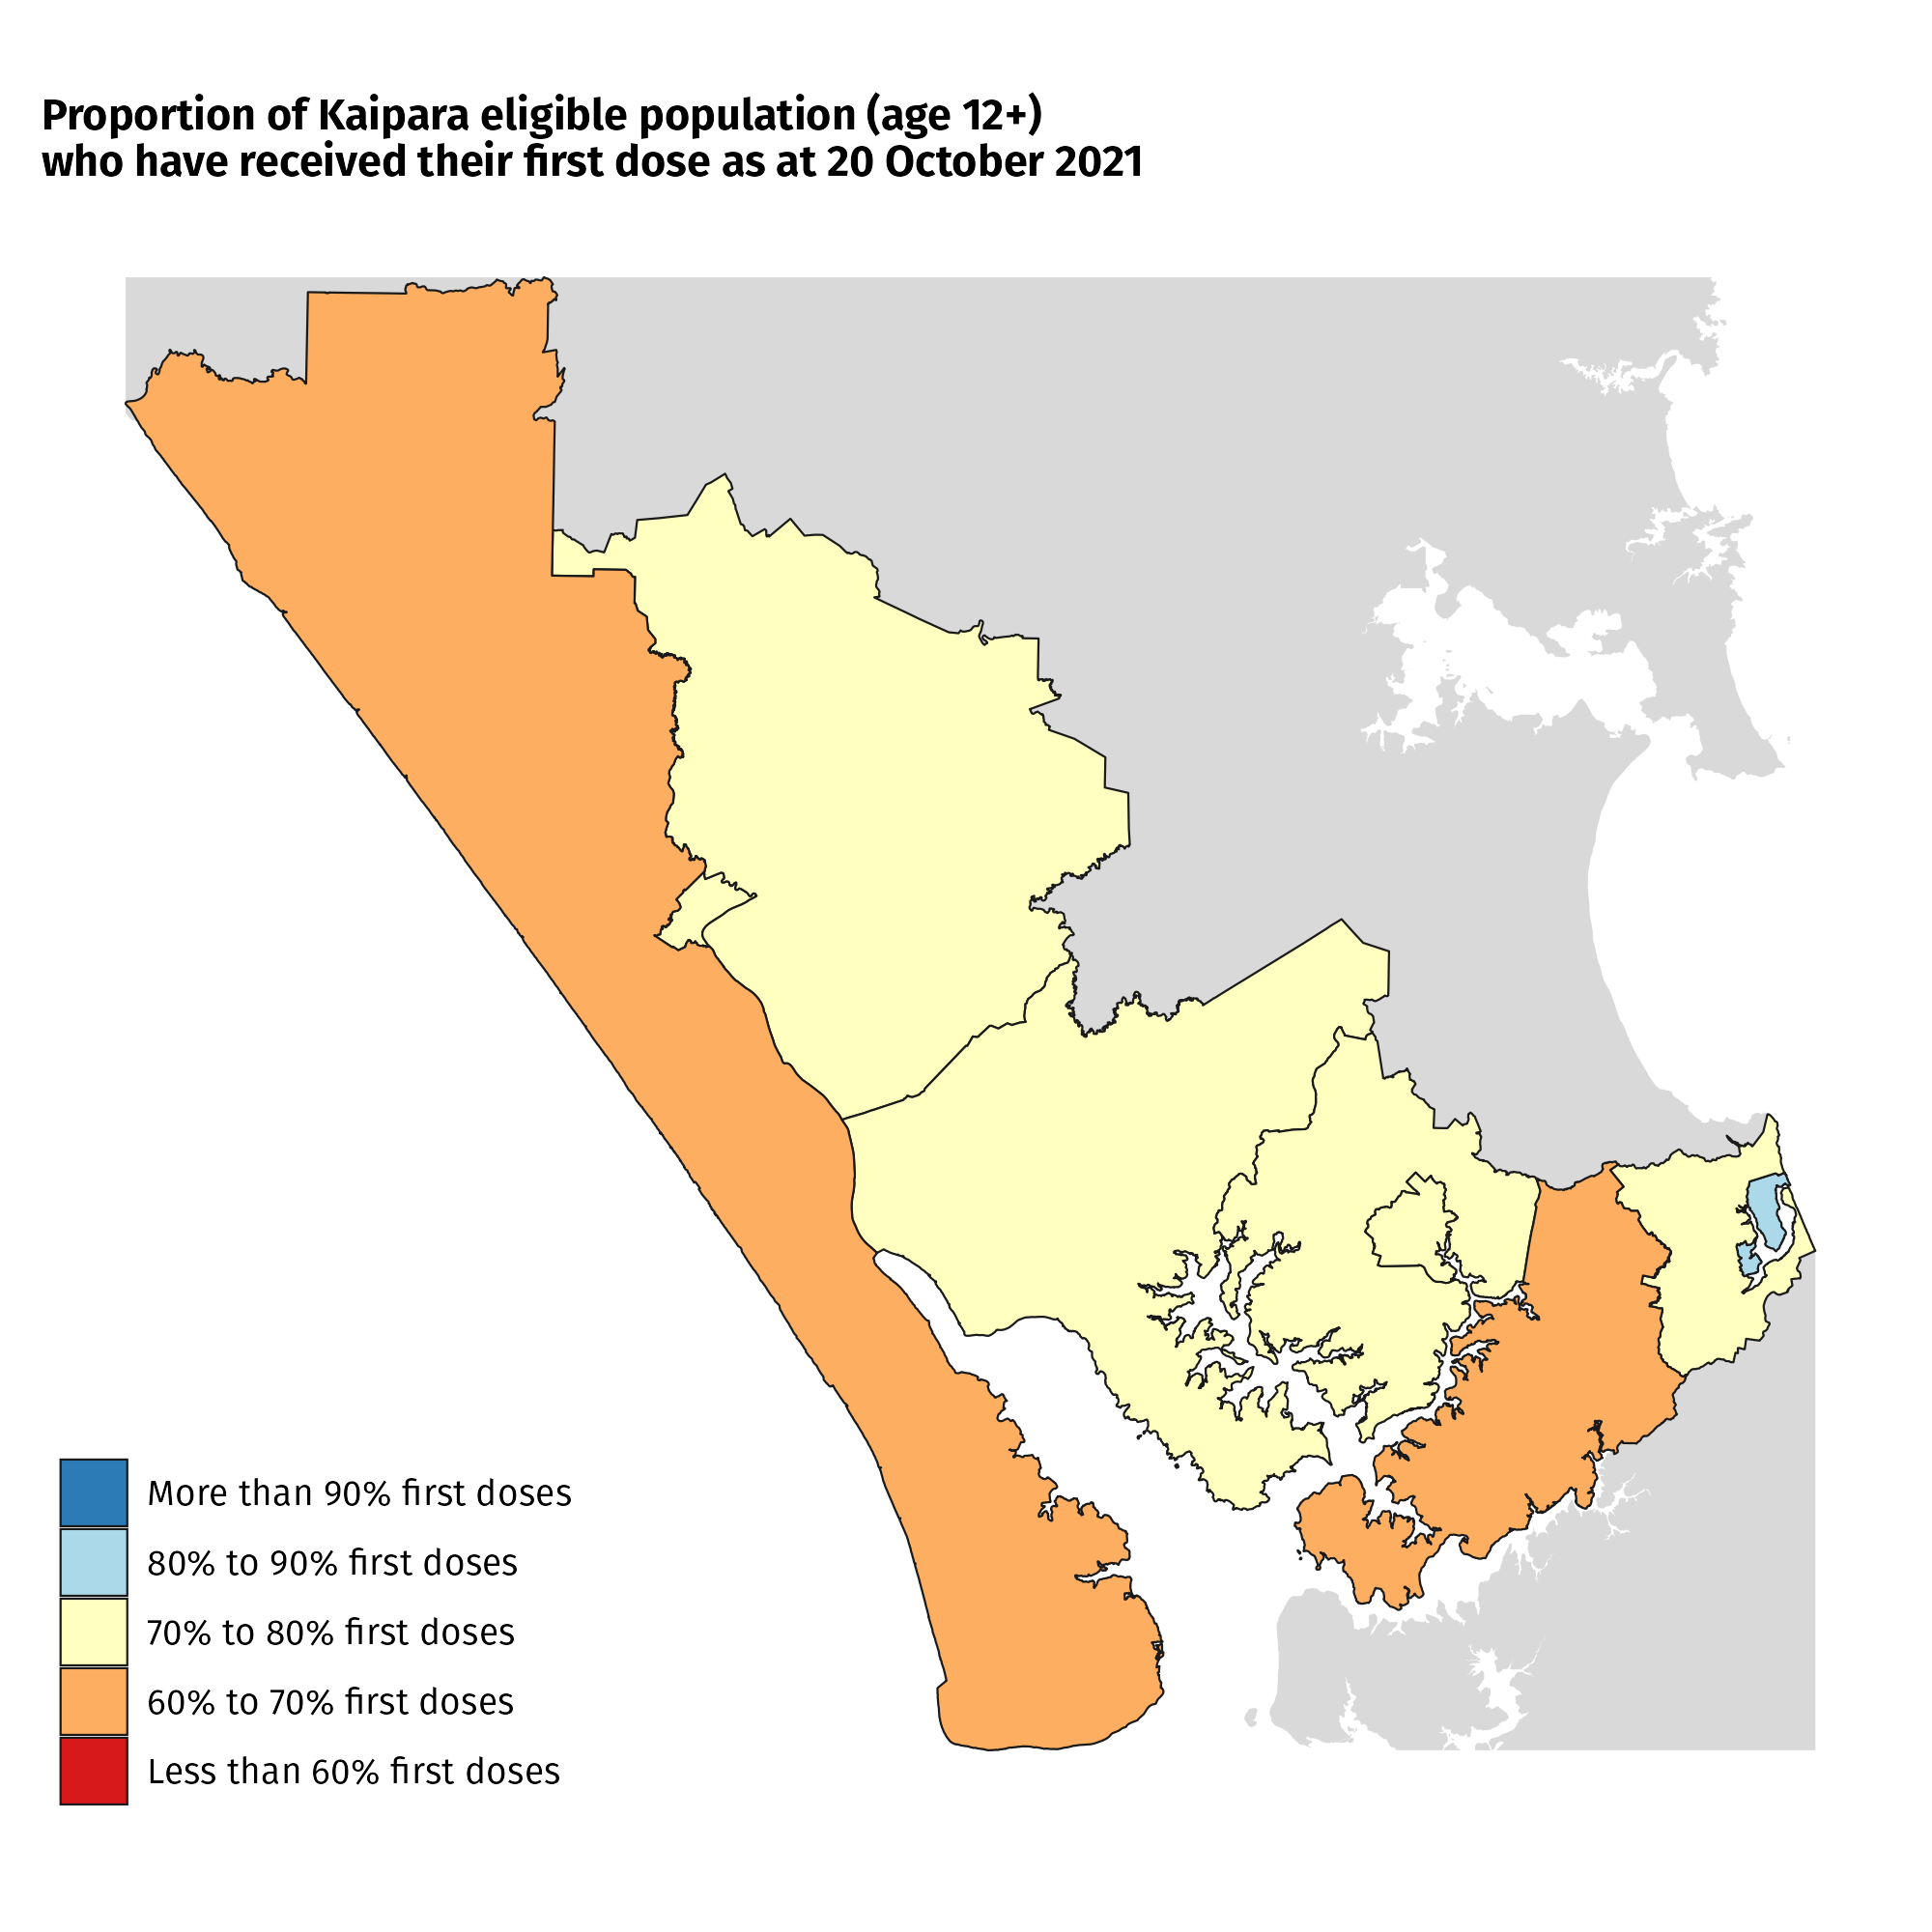 Proportion of Kaipara eligible population (age 12+)
who have received their first dose as at 20 October 2021
More than 90% first doses
80% to 90% first doses
70% to 80% first doses
60% to 70% first doses
Less than 60% first doses